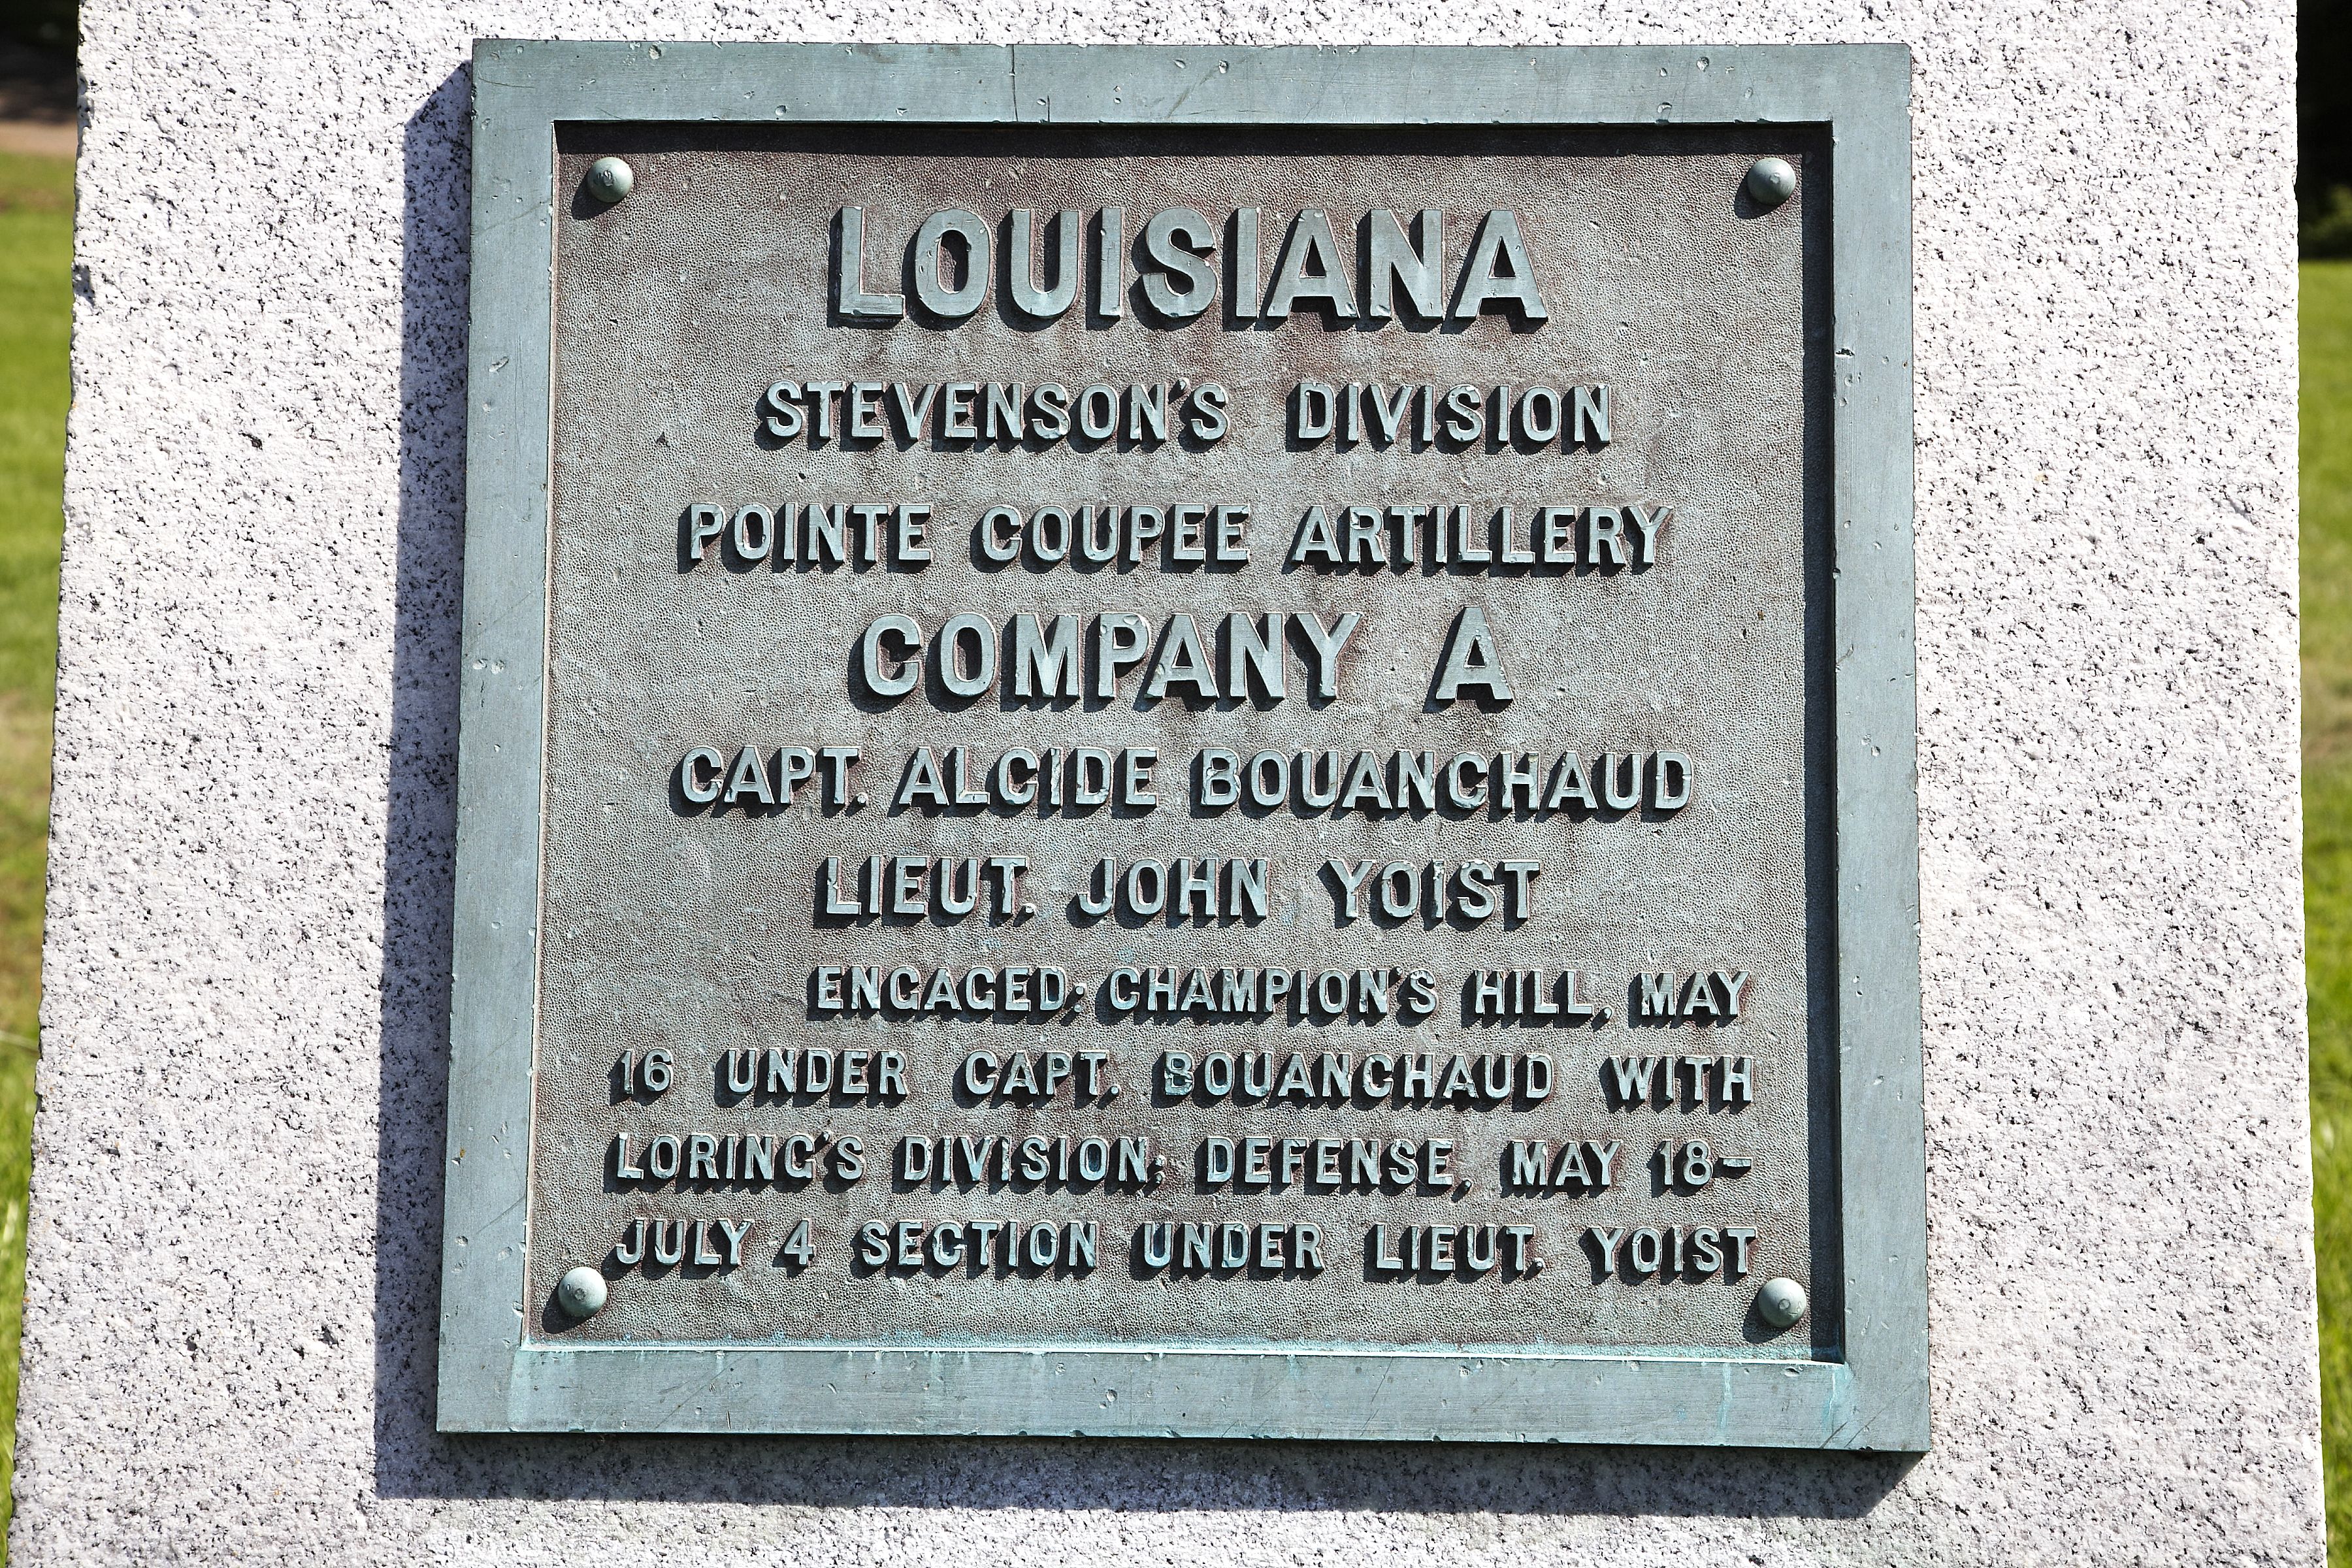 LOUISIANA
STEVENSON'S DIVISION
POINTE COUPEE ARTILLERY
COMPANY A
CAPT. ALCIDE BOUANCHAUD
LIEUT. JOHN YOIST
ENGAGED; CHAMPION'S HILL, MAY
16 UNDER CAPT. BOUANCHAUD WITH
LORING'S DIVISION; DEFENSE, MAY 18-
JULY 4 SECTION UNDER LIEUT. YOIST